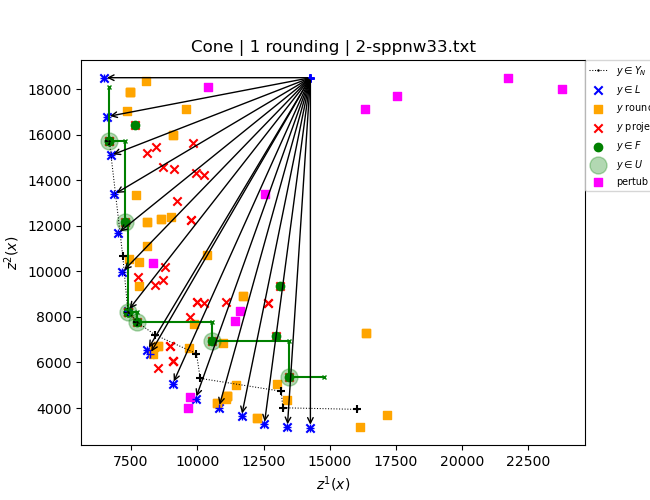 Cone | 1 rounding | 2-sppnw33.txt
z²(x)
18000
16000
14000
12000
10000
8000
6000
4000
7500 10000 12500 15000 17500 20000 22500
z¹(x)
y ∈ Y_N
y ∈ L
y rounc
y proje
y ∈ F
y ∈ U
pertub